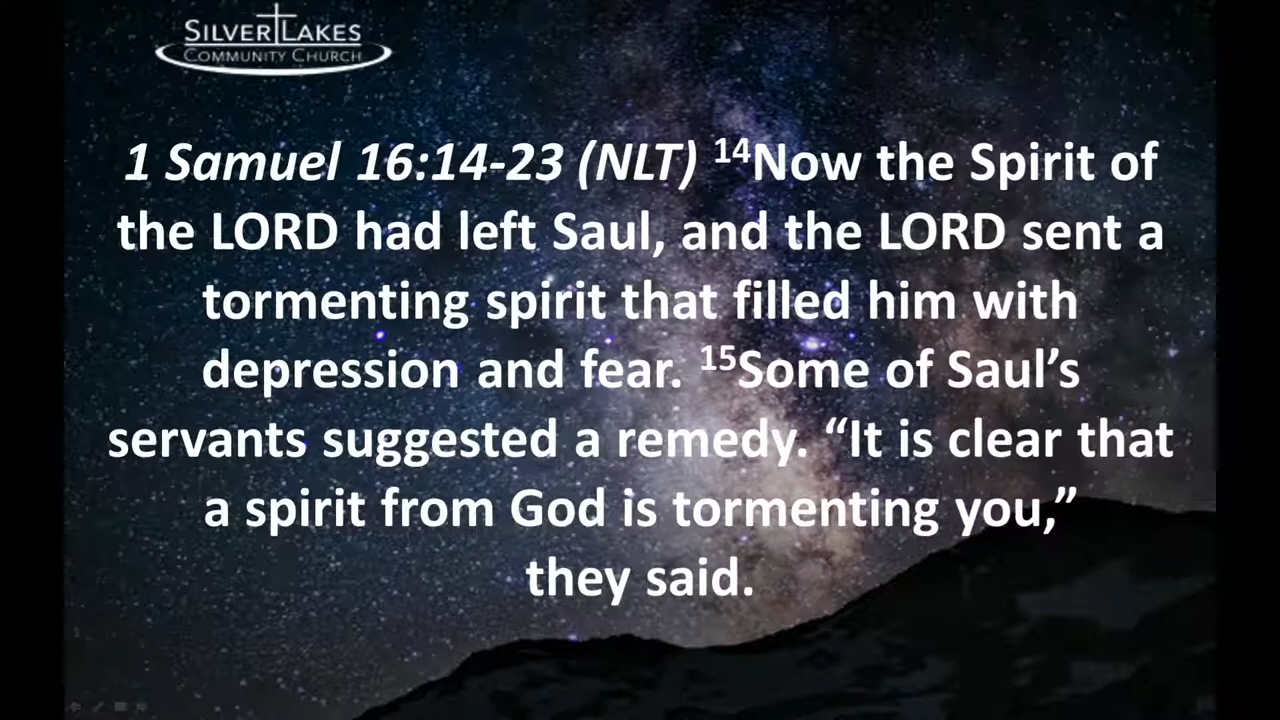 SILVER LAKES
COMMUNITY CHURCH
1 Samuel 16:14-23 (NLT) ¹⁴Now the Spirit of
the LORD had left Saul, and the LORD sent a
tormenting spirit that filled him with
depression and fear. ¹⁵Some of Saul’s
servants suggested a remedy. “It is clear that
a spirit from God is tormenting you,”
they said.